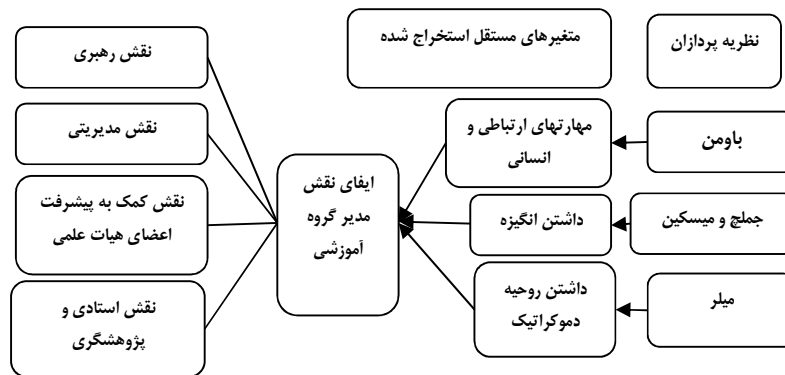 نظریه پردازان
متغیرهای مستقل استخراج شده
باومن
مهارتهای ارتباطی و
انسانی
جملچ و میسکین
داشتن انگیزه
میلر
داشتن روحیه
دموکراتیک
ایفای نقش
مدیر گروه
آموزشی
نقش رهبری
نقش مدیریتی
نقش کمک به پیشرفت
اعضای هیات علمی
نقش استادی و
پژوهشگری